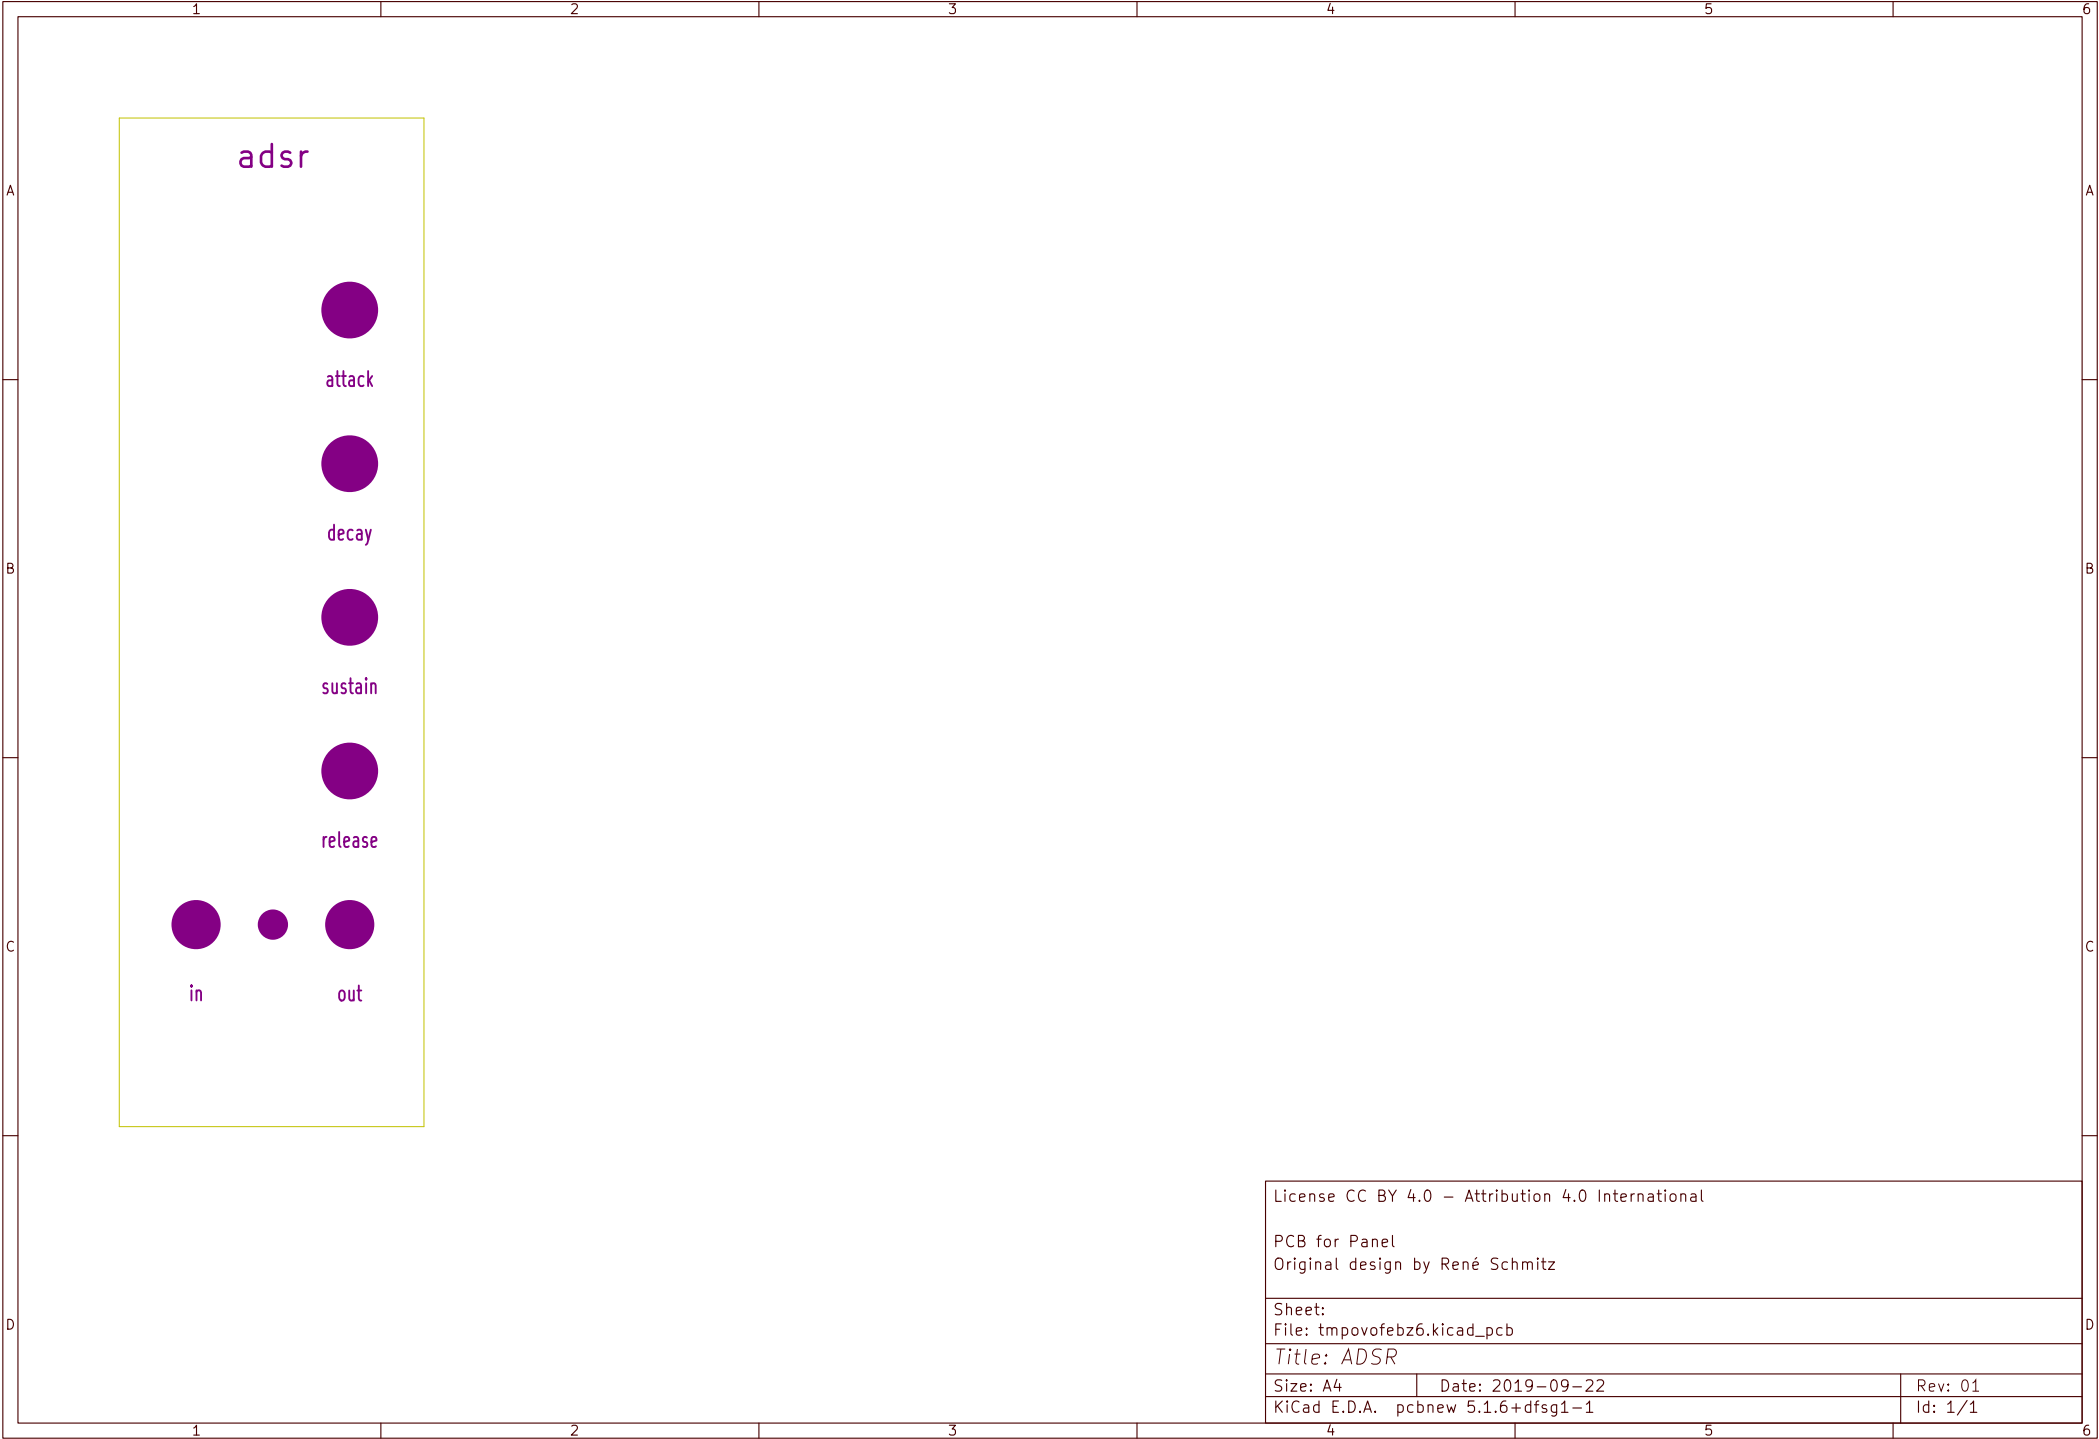 1 2 3 4 5 6
adsr
A A
attack
decay
B B
sustain
release
C C
in out
License CC BY 4.0 – Attribution 4.0 International
PCB for Panel
Original design by René Schmitz
Sheet:
File: tmpovofebz6.kicad_pcb
D D
Title: ADSR
Size: A4 Date: 2019-09-22 Rev: 01
KiCad E.D.A. pcbnew 5.1.6+dfsg1-1 Id: 1/1
1 2 3 4 5 6